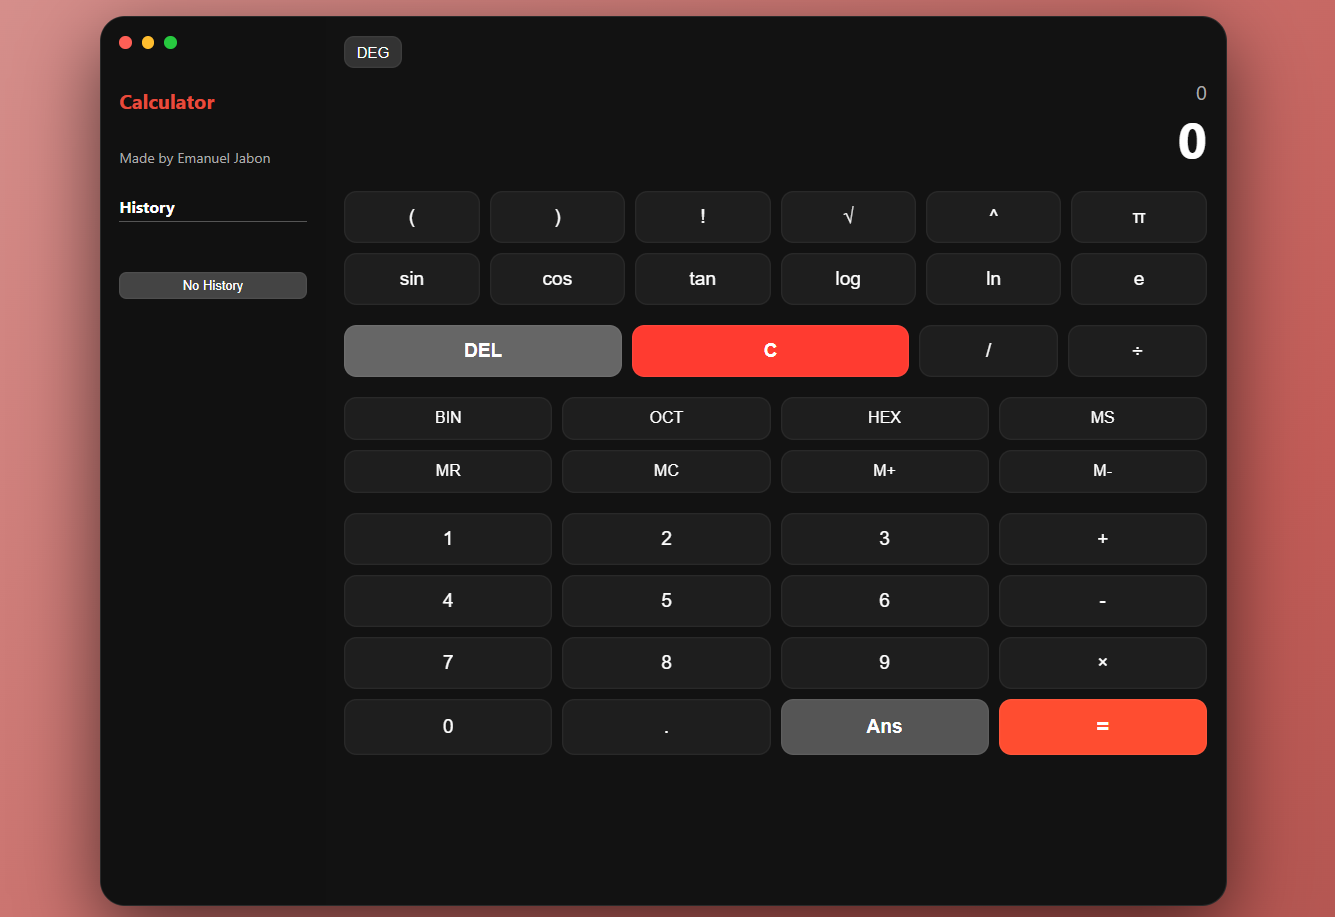 DEG
Calculator
Made by Emanuel Jabon
History
No History
0
0
( ) ! √ ^ π
sin cos tan log ln e
DEL C / ÷
BIN OCT HEX MS
MR MC M+ M-
1 2 3 +
4 5 6 -
7 8 9 ×
0 . Ans =